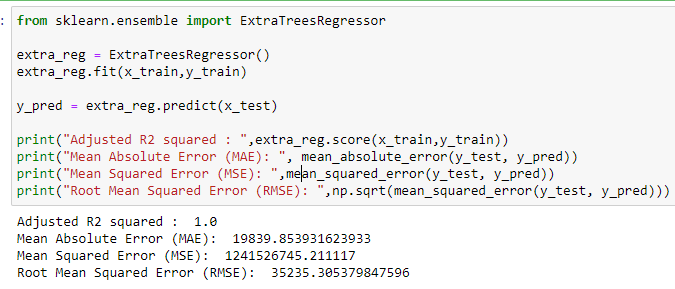 : from sklearn.ensemble import ExtraTreesRegressor
extra_reg = ExtraTreesRegressor()
extra_reg.fit(x_train,y_train)
y_pred = extra_reg.predict(x_test)
print("Adjusted R2 squared : ",extra_reg.score(x_train,y_train))
print("Mean Absolute Error (MAE): ", mean_absolute_error(y_test, y_pred))
print("Mean Squared Error (MSE): ",mean_squared_error(y_test, y_pred))
print("Root Mean Squared Error (RMSE): ",np.sqrt(mean_squared_error(y_test, y_pred)))
Adjusted R2 squared :  1.0
Mean Absolute Error (MAE):  19839.853931623933
Mean Squared Error (MSE):  1241526745.211117
Root Mean Squared Error (RMSE):  35235.305379847596